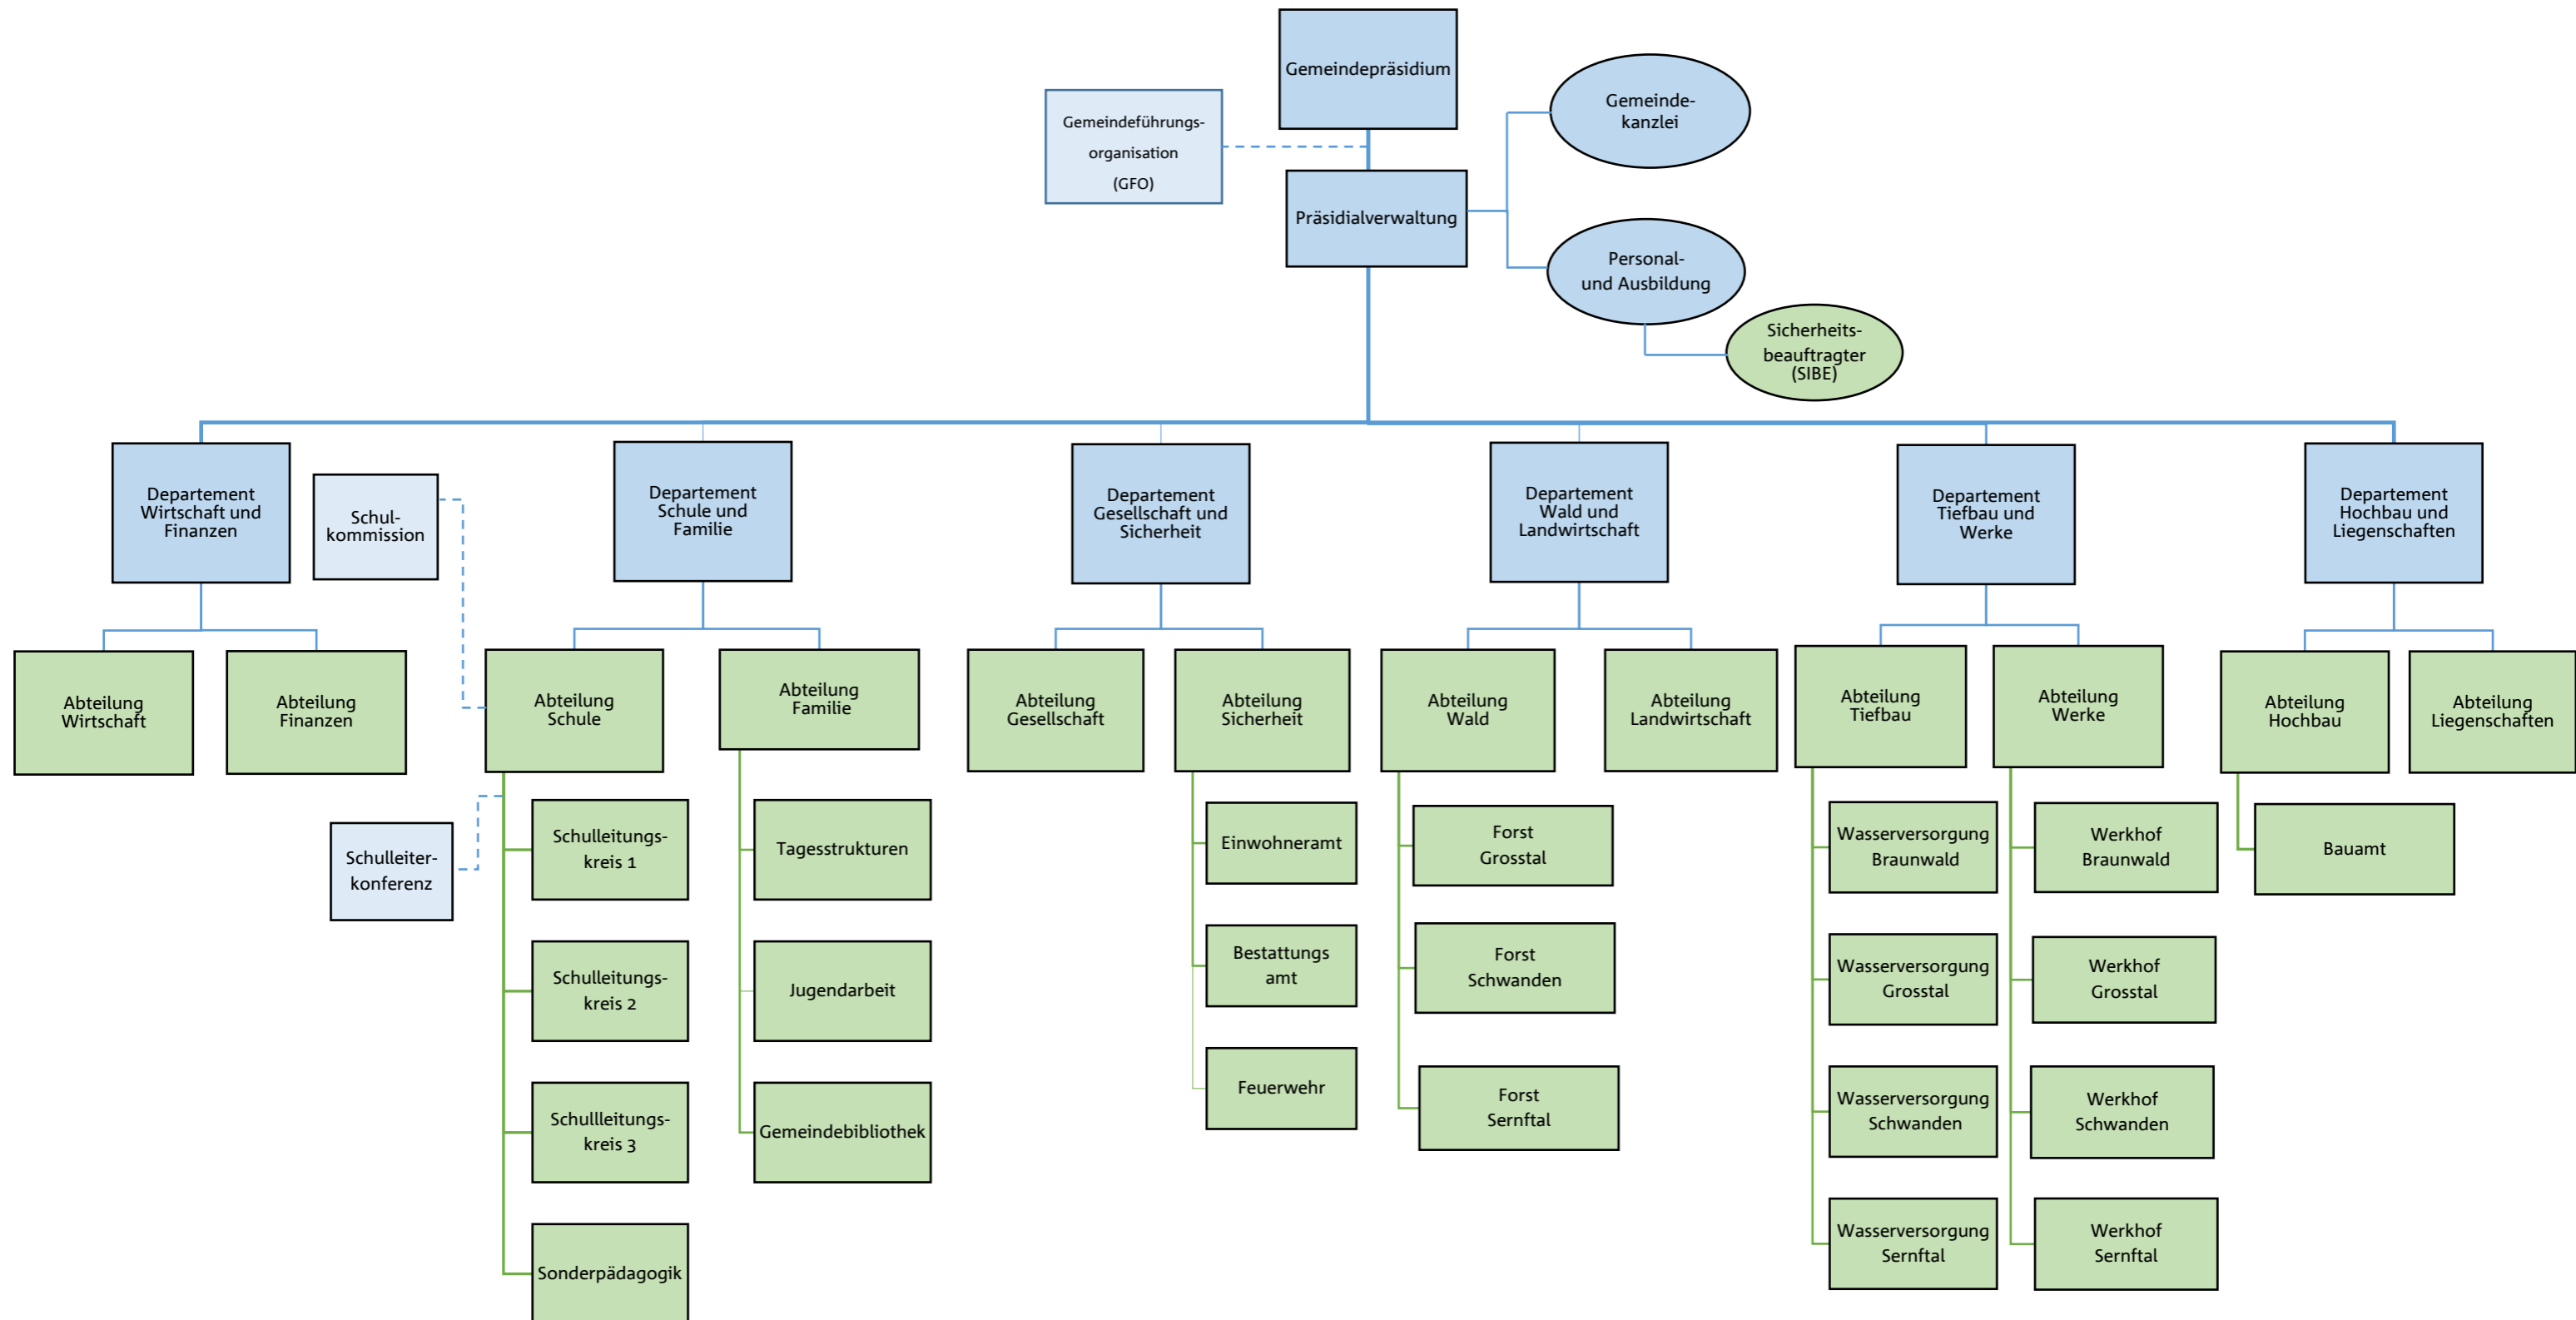 Gemeindepräsidium
Gemeindeführungs-
organisation
(GFO)
Gemeinde-
kanzlei
Präsidialverwaltung
Personal-
und Ausbildung
Sicherheits-
beauftragter
(SIBE)
Departement
Wirtschaft und
Finanzen
Schul-
kommission
Departement
Schule und
Familie
Departement
Gesellschaft und
Sicherheit
Departement
Wald und
Landwirtschaft
Departement
Tiefbau und
Werke
Departement
Hochbau und
Liegenschaften
Abteilung
Wirtschaft
Abteilung
Finanzen
Abteilung
Schule
Abteilung
Familie
Abteilung
Gesellschaft
Abteilung
Sicherheit
Abteilung
Wald
Abteilung
Landwirtschaft
Abteilung
Tiefbau
Abteilung
Werke
Abteilung
Hochbau
Abteilung
Liegenschaften
Schulleiter-
konferenz
Schulleitungs-
kreis 1
Schulleitungs-
kreis 2
Schullleitungs-
kreis 3
Sonderpädagogik
Tagesstrukturen
Jugendarbeit
Gemeindebibliothek
Einwohneramt
Bestattungs
amt
Feuerwehr
Forst
Grosstal
Forst
Schwanden
Forst
Sernftal
Wasserversorgung
Braunwald
Wasserversorgung
Grosstal
Wasserversorgung
Schwanden
Wasserversorgung
Sernftal
Werkhof
Braunwald
Werkhof
Grosstal
Werkhof
Schwanden
Werkhof
Sernftal
Bauamt